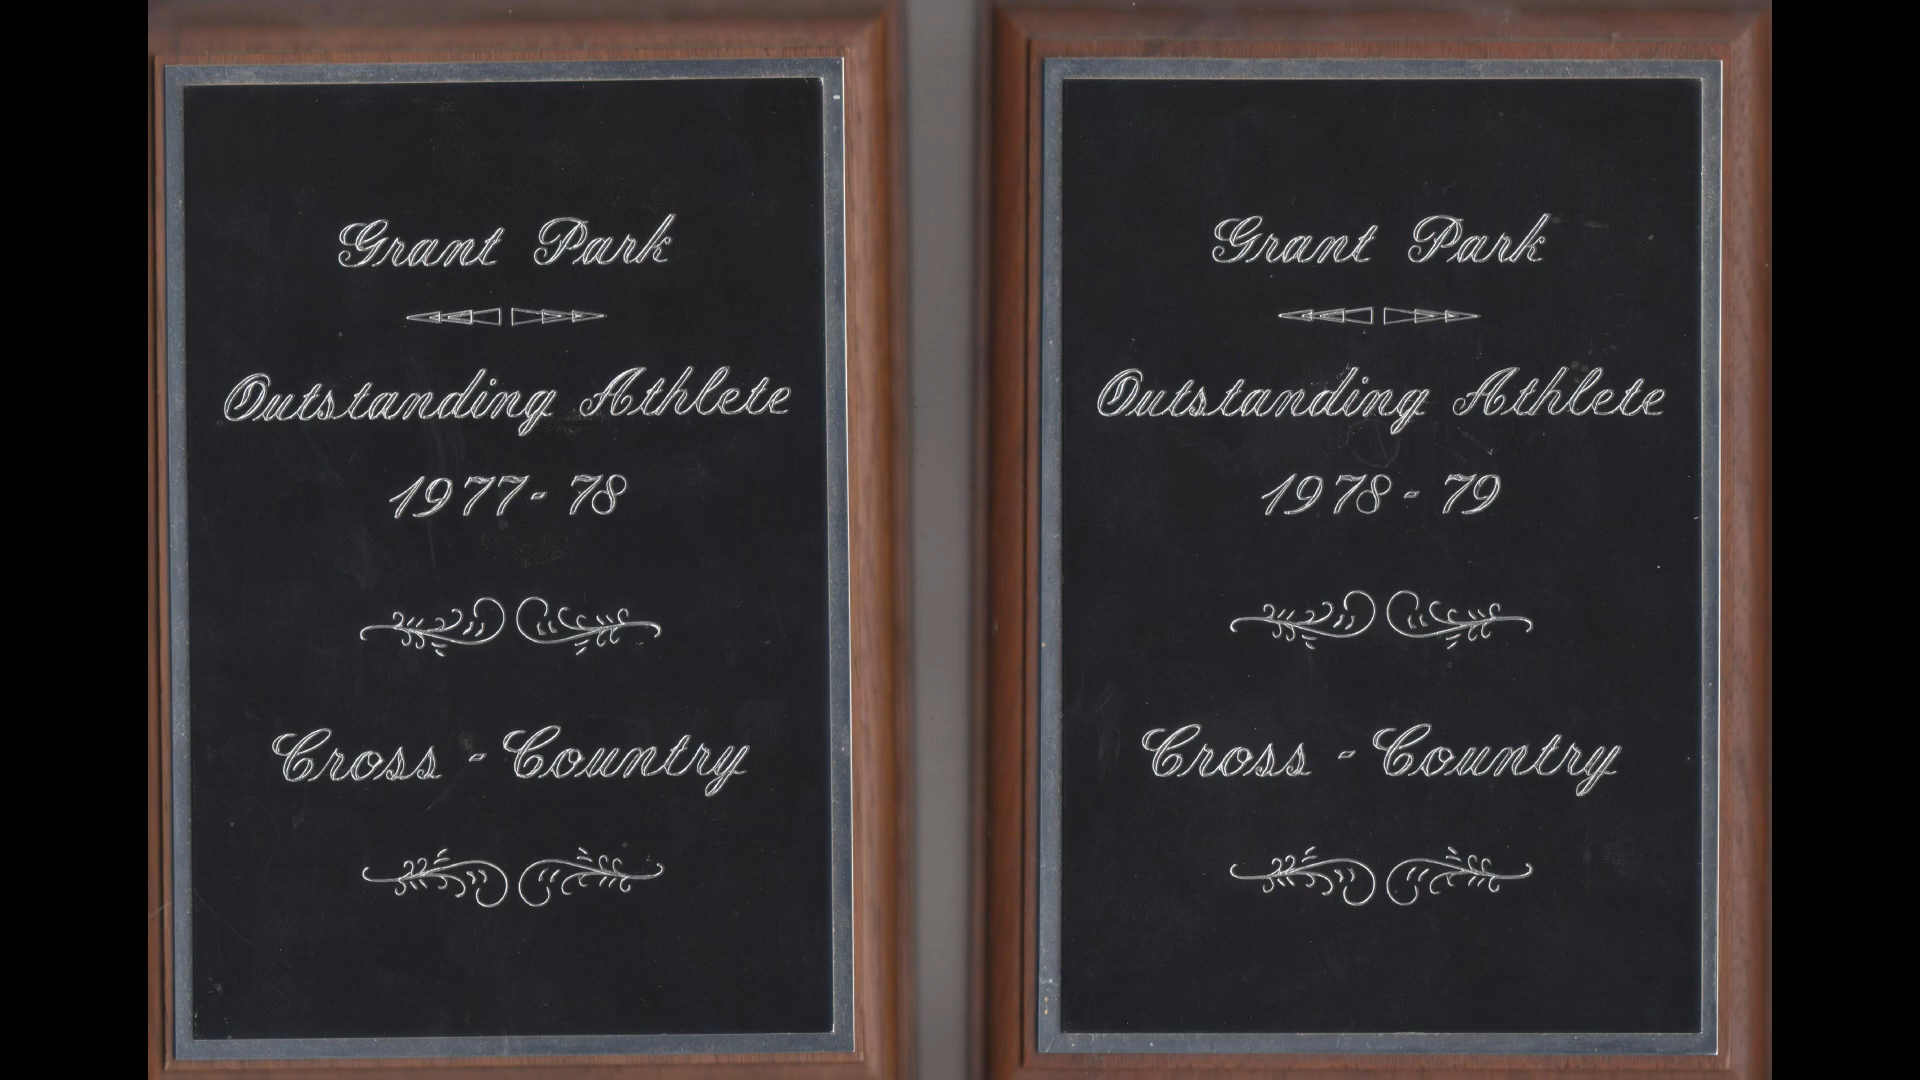 Grant Park
Outstanding Athlete
1977- 78
Cross - Country
Grant Park
Outstanding Athlete
1978 - 79
Cross - Country